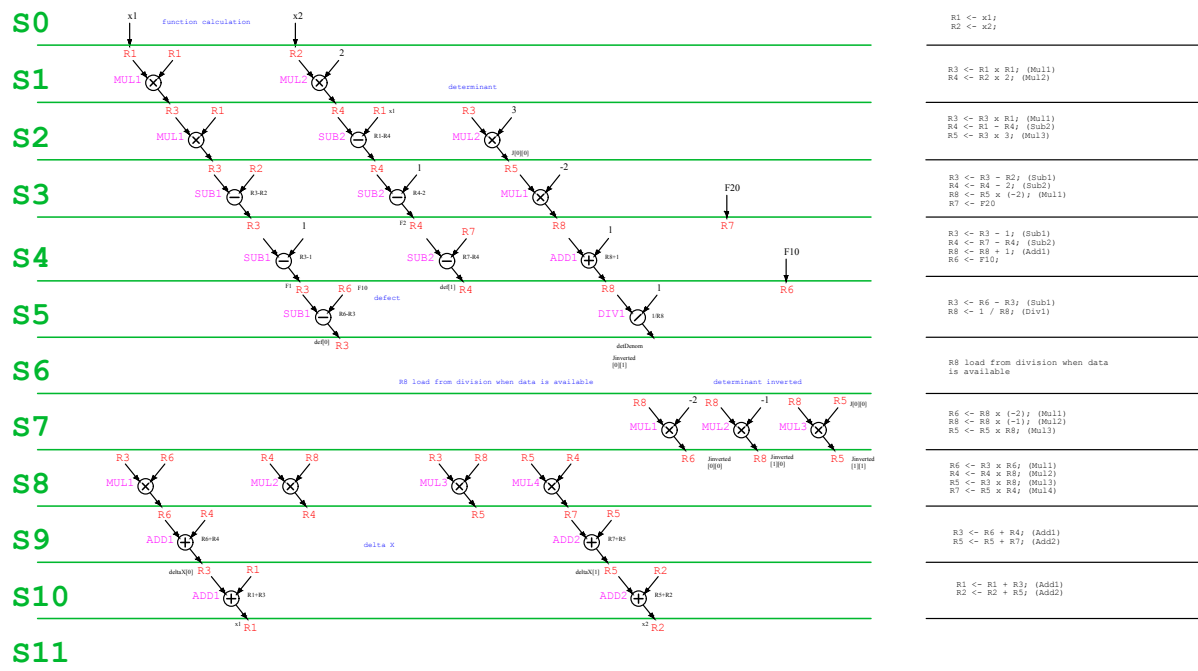 S0
x1
function calculation
x2
R1 <- x1;
R2 <- x2;
R1
R1
R2
2
S1
MUL1
MUL2
determinant
R3 <- R1 x R1; (Mul1)
R4 <- R2 x 2; (Mul2)
R3
R1
R4
R1 x1
R3
3
S2
MUL1
SUB2
R1-R4
MUL2
J[0][0]
R3 <- R3 x R1; (Mul1)
R4 <- R1 - R4; (Sub2)
R5 <- R3 x 3; (Mul3)
R3
R2
R4
1
R5
-2
S3
SUB1
R3-R2
SUB2
R4-2
MUL1
F20
R3 <- R3 - R2; (Sub1)
R4 <- R4 - 2; (Sub2)
R8 <- R5 x (-2); (Mul1)
R7 <- F20
R3
1
F2
R4
R7
R8
1
R7
S4
SUB1
R3-1
SUB2
R7-R4
ADD1
R8+1
F10
R3 <- R3 - 1; (Sub1)
R4 <- R7 - R4; (Sub2)
R8 <- R8 + 1; (Add1)
R6 <- F10;
F1
R3
R6
F10
defect
def[1]
R4
R8
1
R6
S5
SUB1
R6-R3
DIV1
1/R8
R3 <- R6 - R3; (Sub1)
R8 <- 1 / R8; (Div1)
def[0]
R3
detDenom
Jinverted
[0][1]
S6
R8 load from division when data is available
determinant inverted
R8 load from division when data
is available
R8
-2
R8
-1
R8
R5
J[0][0]
S7
MUL1
MUL2
MUL3
R6 <- R8 x (-2); (Mul1)
R8 <- R8 x (-1); (Mul2)
R5 <- R5 x R8; (Mul3)
R6
Jinverted
[0][0]
R8
Jinverted
[1][0]
R5
Jinverted
[1][1]
R3
R6
R4
R8
R3
R8
R5
R4
S8
MUL1
MUL2
MUL3
MUL4
R6 <- R3 x R6; (Mul1)
R4 <- R4 x R8; (Mul2)
R5 <- R3 x R8; (Mul3)
R7 <- R5 x R4; (Mul4)
R6
R4
R4
R5
R7
R5
S9
ADD1
R6+R4
delta X
ADD2
R7+R5
R3 <- R6 + R4; (Add1)
R5 <- R5 + R7; (Add2)
deltaX[0]
R3
R1
deltaX[1]
R5
R2
S10
ADD1
R1+R3
ADD2
R5+R2
R1 <- R1 + R3; (Add1)
R2 <- R2 + R5; (Add2)
x1
R1
x2
R2
S11